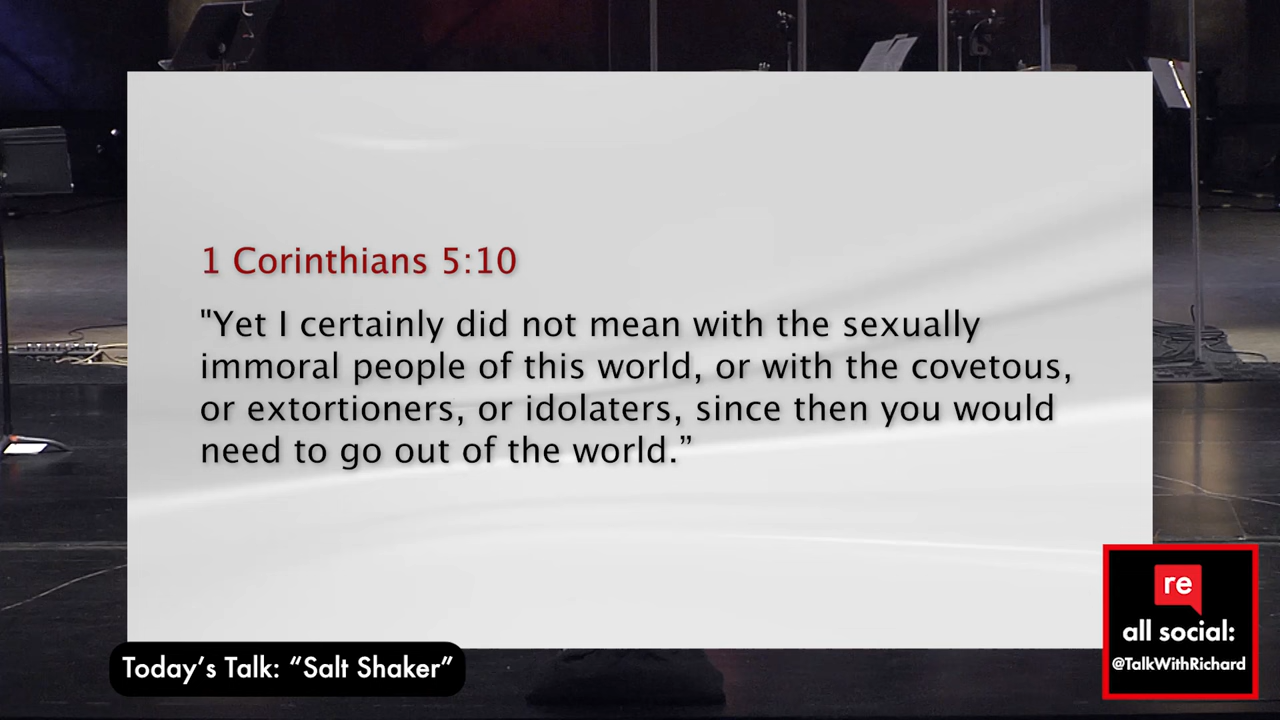 1 Corinthians 5:10
"Yet I certainly did not mean with the sexually
immoral people of this world, or with the covetous,
or extortioners, or idolaters, since then you would
need to go out of the world.”
Today’s Talk: “Salt Shaker”
re
all social:
@TalkWithRichard